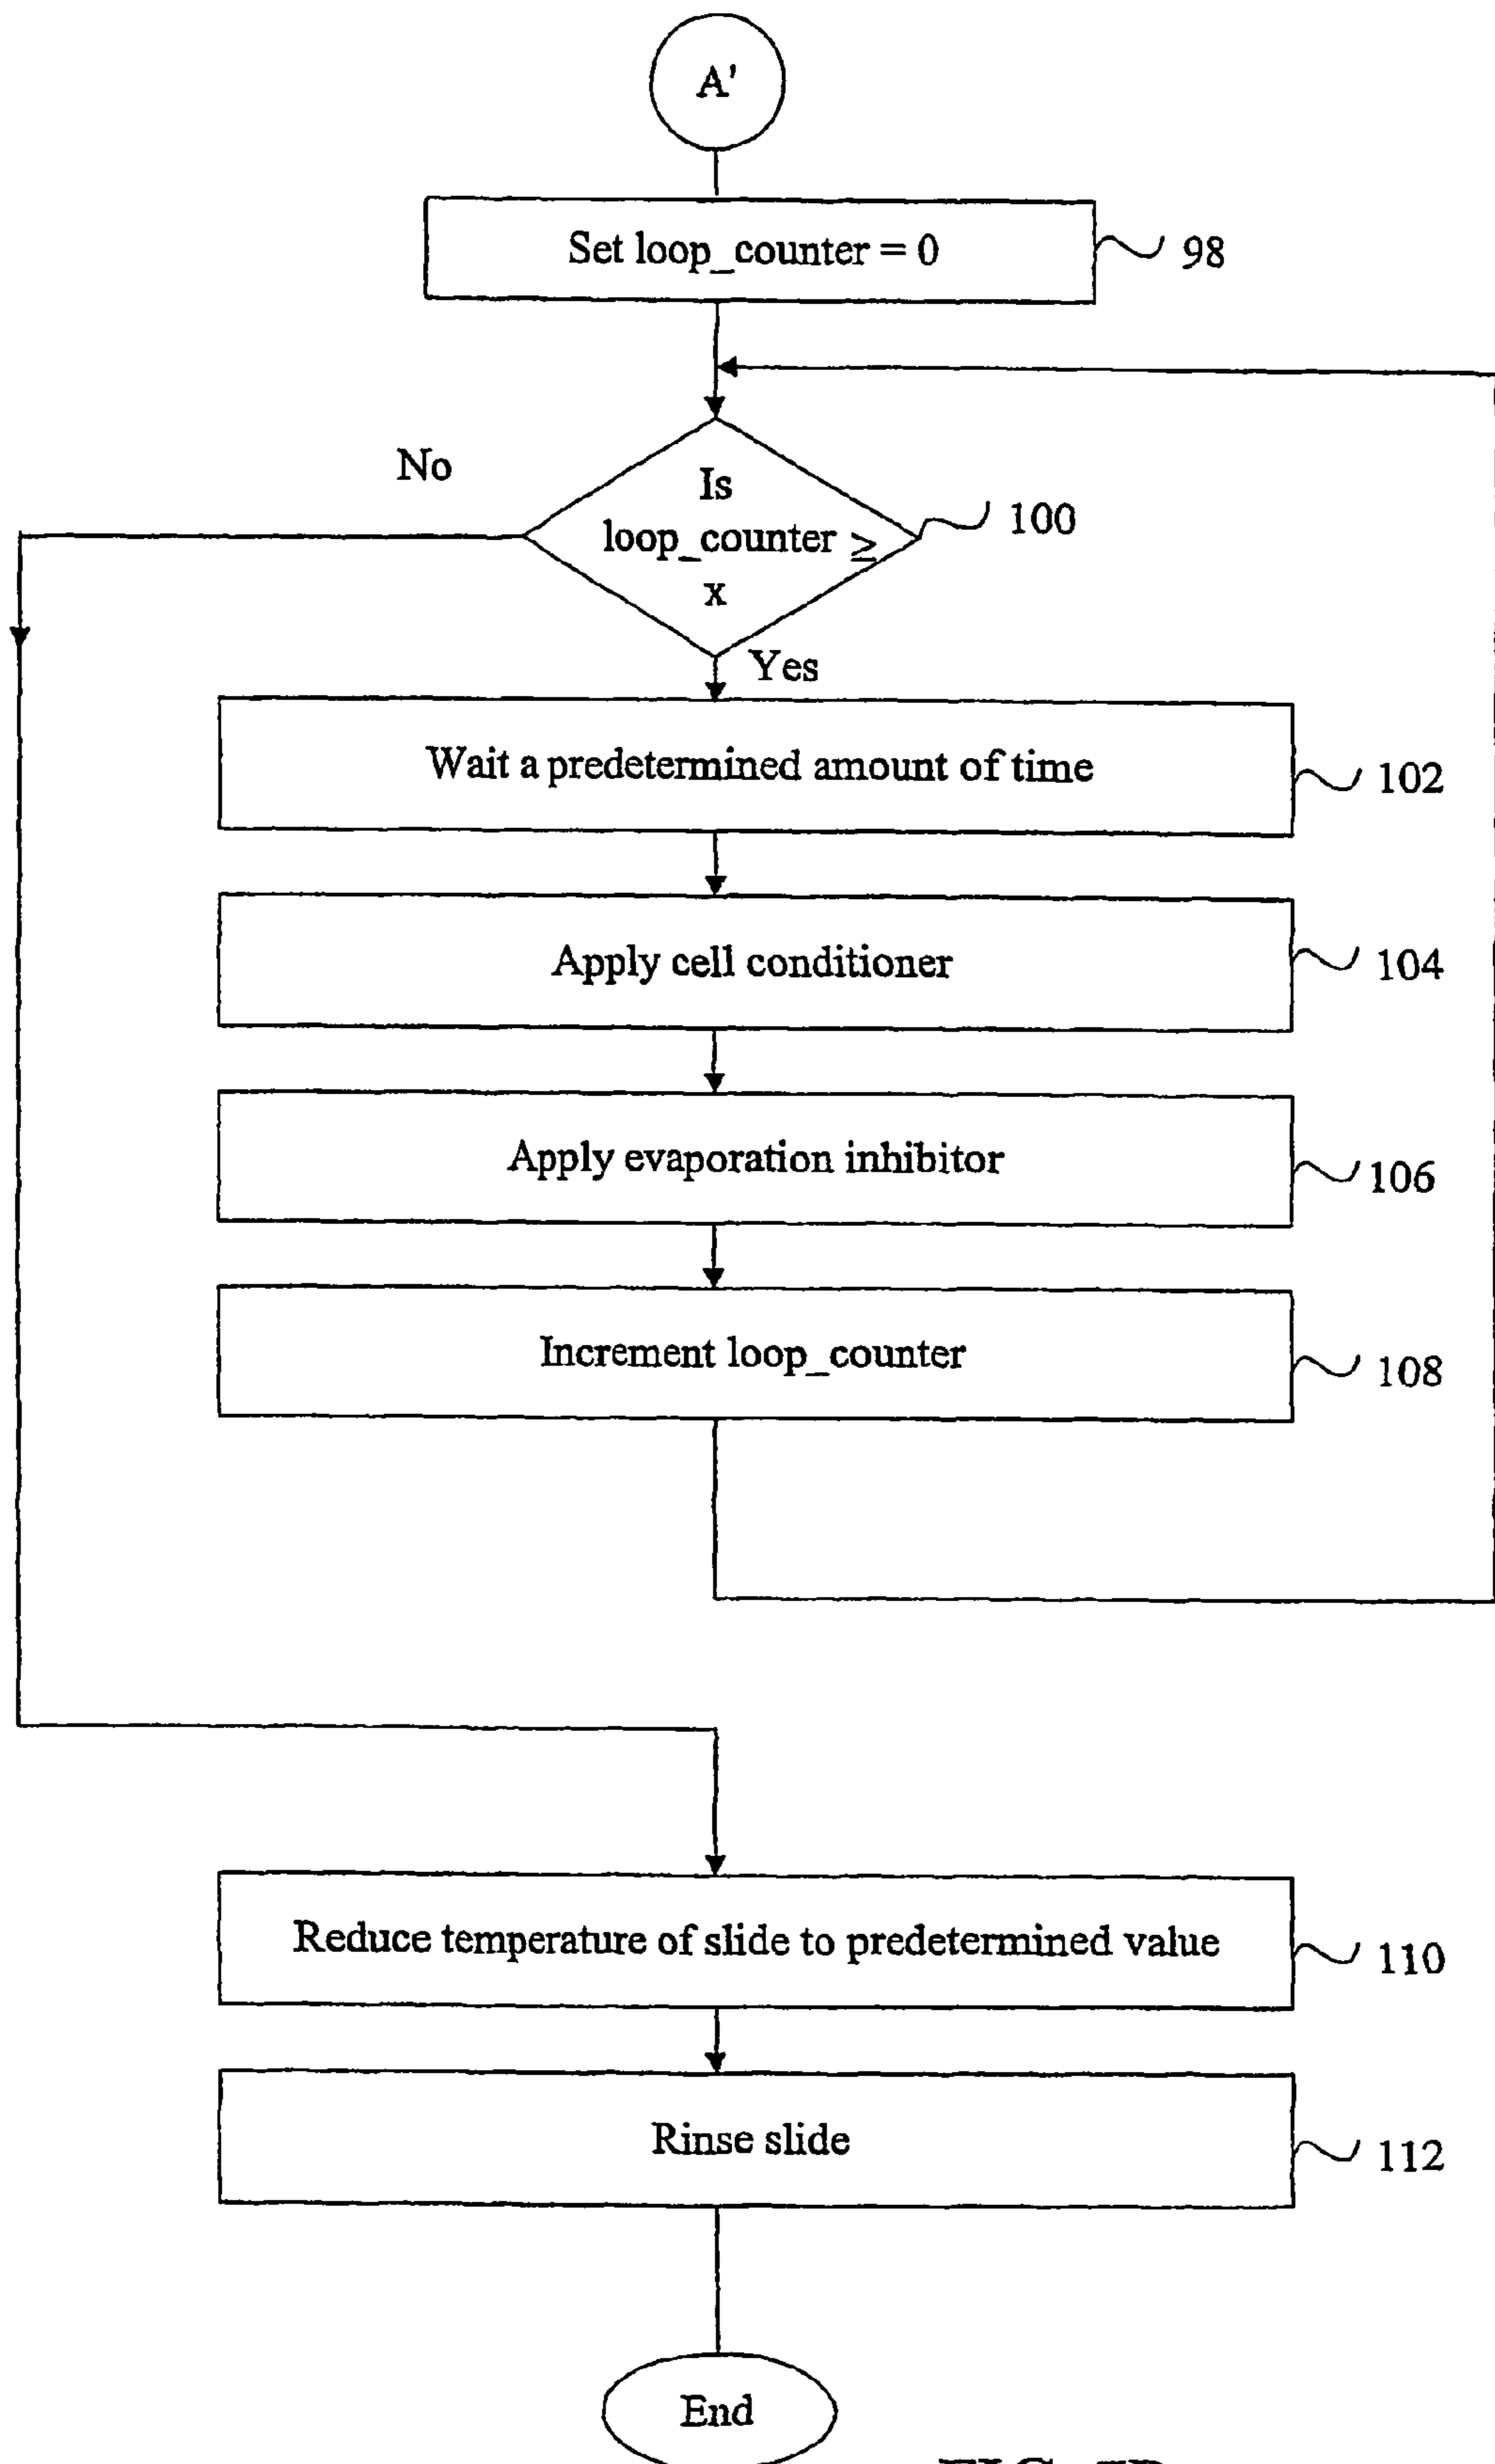 A'
Set loop_counter = 0
98
No
Is
loop_counter ≥
x
100
Yes
Wait a predetermined amount of time
102
Apply cell conditioner
104
Apply evaporation inhibitor
106
Increment loop_counter
108
Reduce temperature of slide to predetermined value
110
Rinse slide
112
End